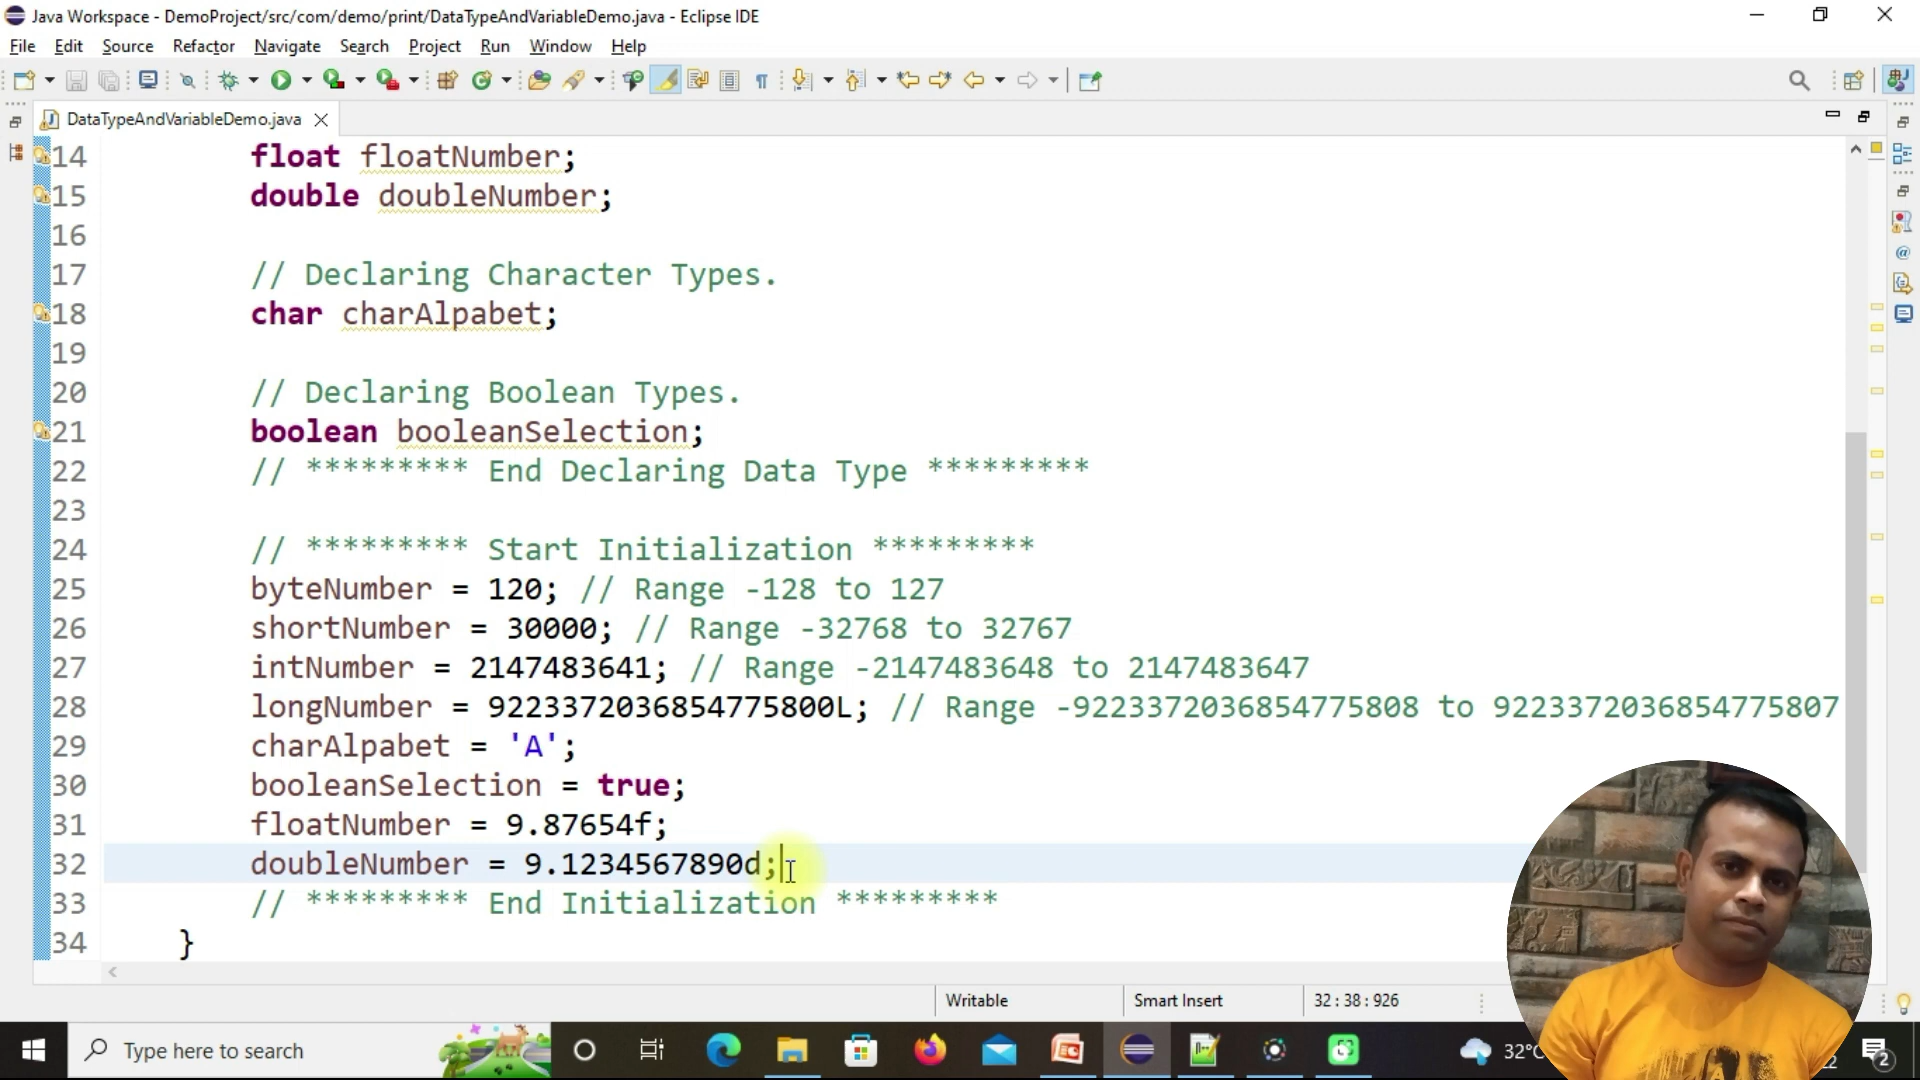 Java Workspace - DemoProject/src/com/demo/print/DataTypeAndVariableDemo.java - Eclipse IDE
File Edit Source Refactor Navigate Search Project Run Window Help
DataTypeAndVariableDemo.java
14 float floatNumber;
15 double doubleNumber;
16
17 // Declaring Character Types.
18 char charAlpabet;
19
20 // Declaring Boolean Types.
21 boolean booleanSelection;
22 // ********* End Declaring Data Type *********
23
24 // ********* Start Initialization *********
25 byteNumber = 120; // Range -128 to 127
26 shortNumber = 30000; // Range -32768 to 32767
27 intNumber = 2147483641; // Range -2147483648 to 2147483647
28 longNumber = 9223372036854775800L; // Range -9223372036854775808 to 9223372036854775807
29 charAlpabet = 'A';
30 booleanSelection = true;
31 floatNumber = 9.87654f;
32 doubleNumber = 9.1234567890d;
33 // ********* End Initialization *********
34 }
Writable Smart Insert 32 : 38 : 926
Type here to search 32°C 2